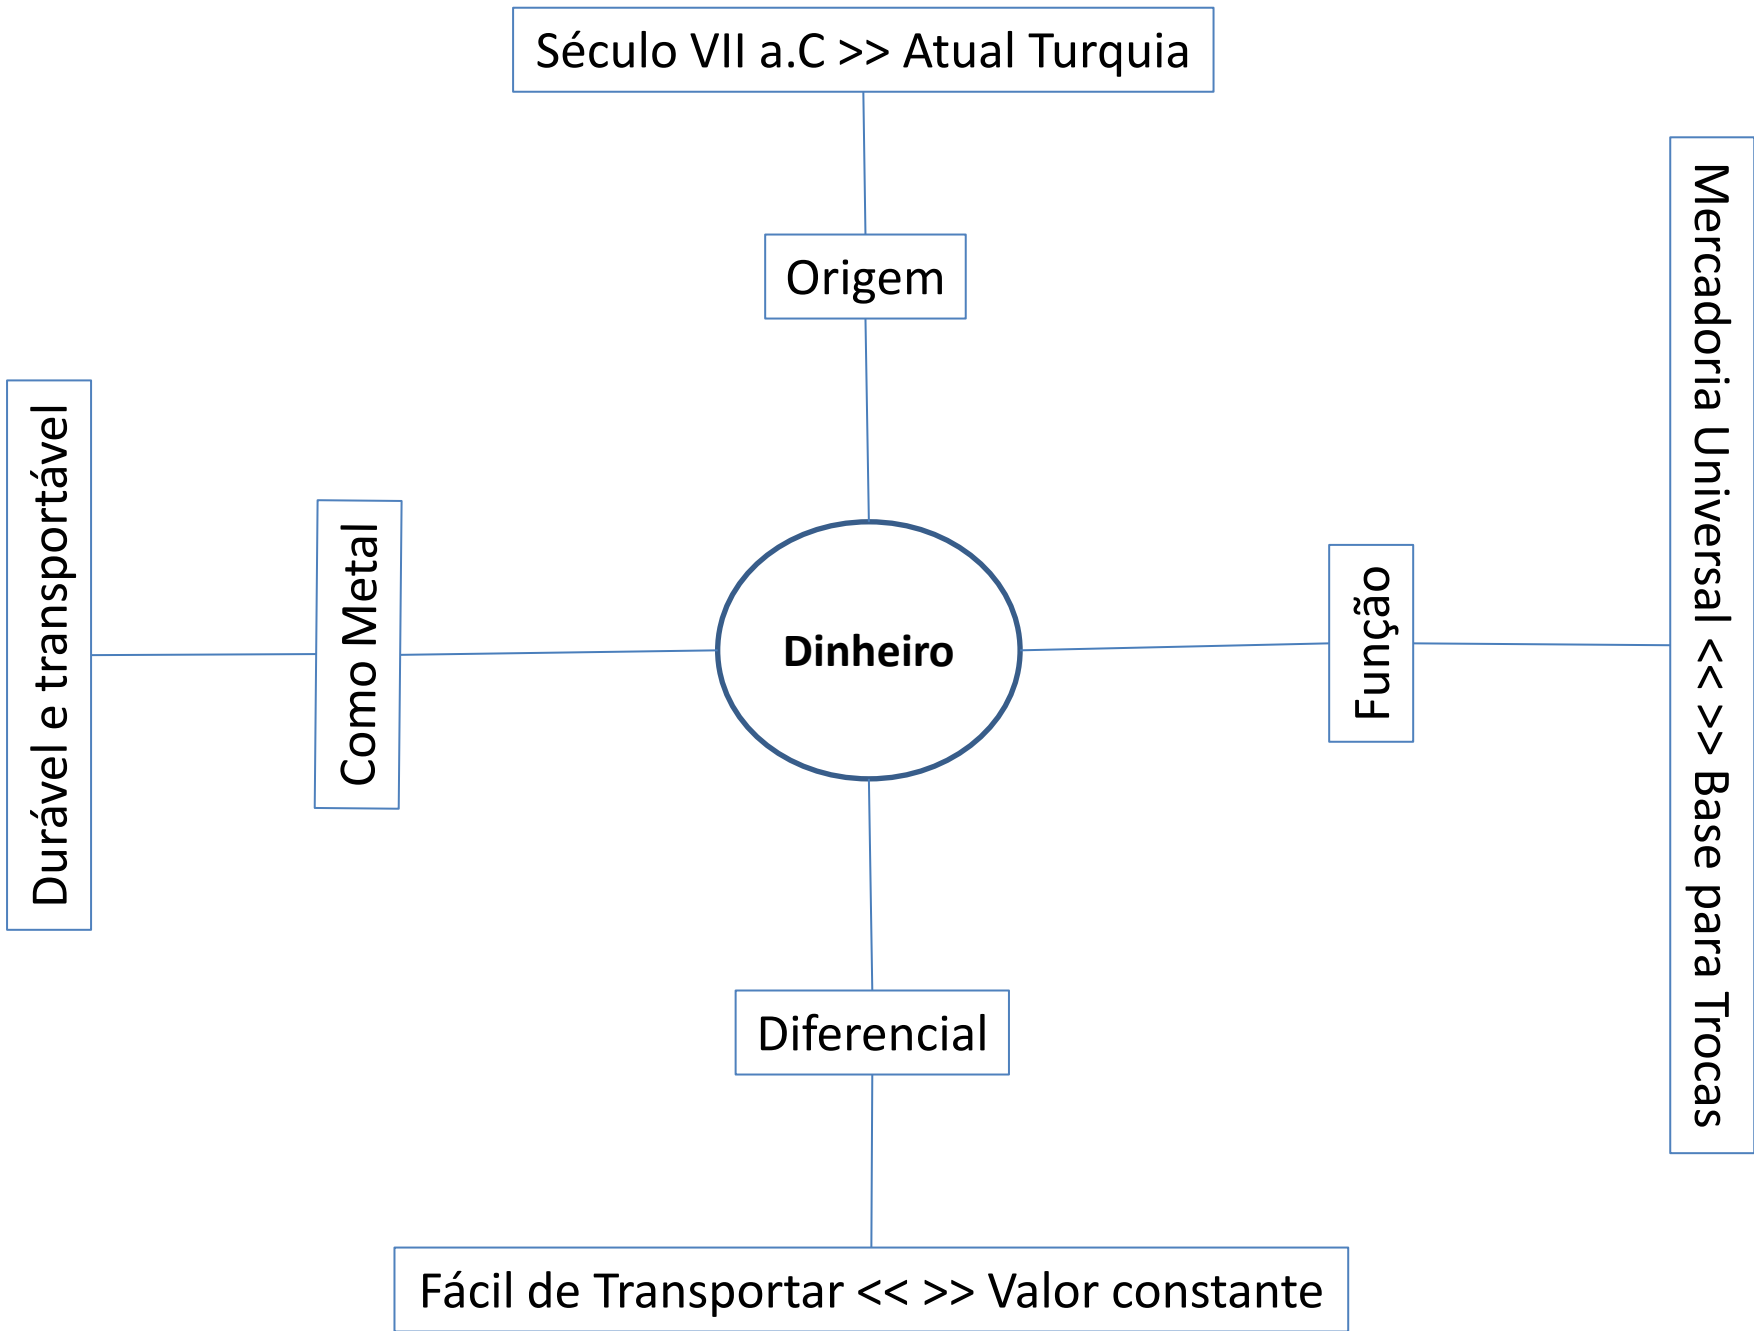 Século VII a.C >> Atual Turquia
Origem
Durável e transportável
Como Metal
Dinheiro
Função
Mercadoria Universal << >> Base para Trocas
Diferencial
Fácil de Transportar << >> Valor constante